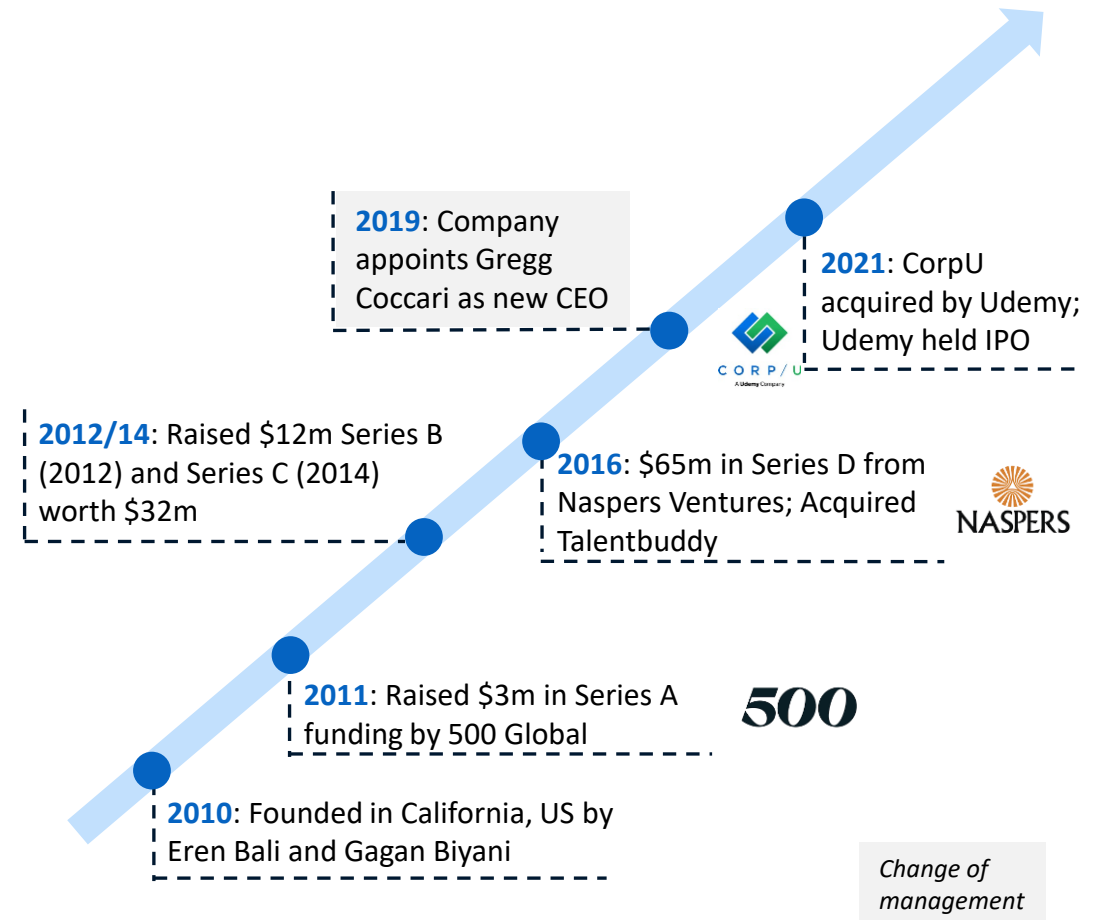 2019: Company
appoints Gregg
Coccari as new CEO
2021: CorpU
acquired by Udemy;
Udemy held IPO
CORP/U
A Udemy Company
2012/14: Raised $12m Series B
(2012) and Series C (2014)
worth $32m
2016: $65m in Series D from
Naspers Ventures; Acquired
Talentbuddy
NASPERS
2011: Raised $3m in Series A
funding by 500 Global
500
2010: Founded in California, US by
Eren Bali and Gagan Biyani
Change of
management